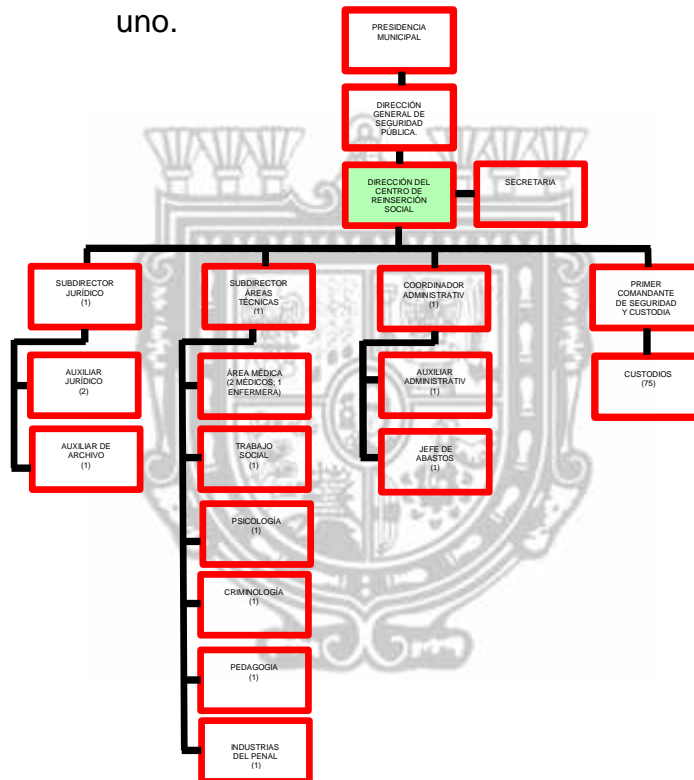 uno.
PRESIDENCIA
MUNICIPAL
DIRECCIÓN
GENERAL DE
SEGURIDAD
PÚBLICA.
DIRECCIÓN DEL
CENTRO DE
REINSERCIÓN
SOCIAL
SECRETARIA
SUBDIRECTOR
JURÍDICO
(1)
SUBDIRECTOR
ÁREAS
TÉCNICAS
(1)
COORDINADOR
ADMINISTRATIV
(1)
PRIMER
COMANDANTE
DE SEGURIDAD
Y CUSTODIA
AUXILIAR
JURÍDICO
(2)
ÁREA MÉDICA
(2 MÉDICOS; 1
ENFERMERA)
AUXILIAR
ADMINISTRATIV
(1)
CUSTODIOS
(75)
AUXILIAR DE
ARCHIVO
(1)
TRABAJO
SOCIAL
(1)
JEFE DE
ABASTOS
(1)
PSICOLOGÍA
(1)
CRIMINOLOGÍA
(1)
PEDAGOGIA
(1)
INDUSTRIAS
DEL PENAL
(1)